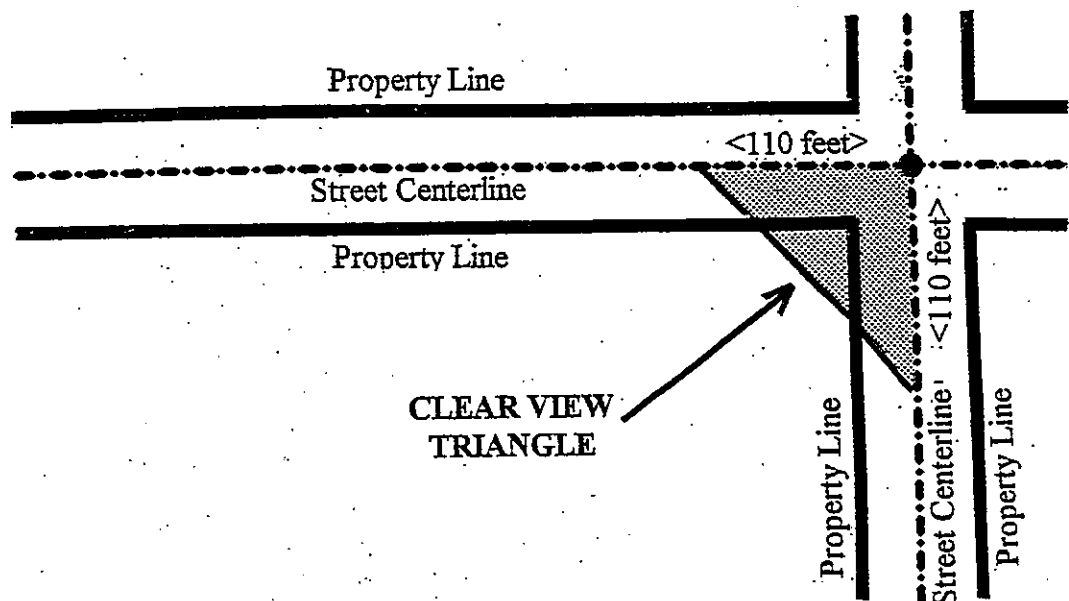 Property Line
<110 feet>
Street Centerline
Property Line
<110 feet>
CLEAR VIEW
TRIANGLE
Property Line
Street Centerline
Property Line